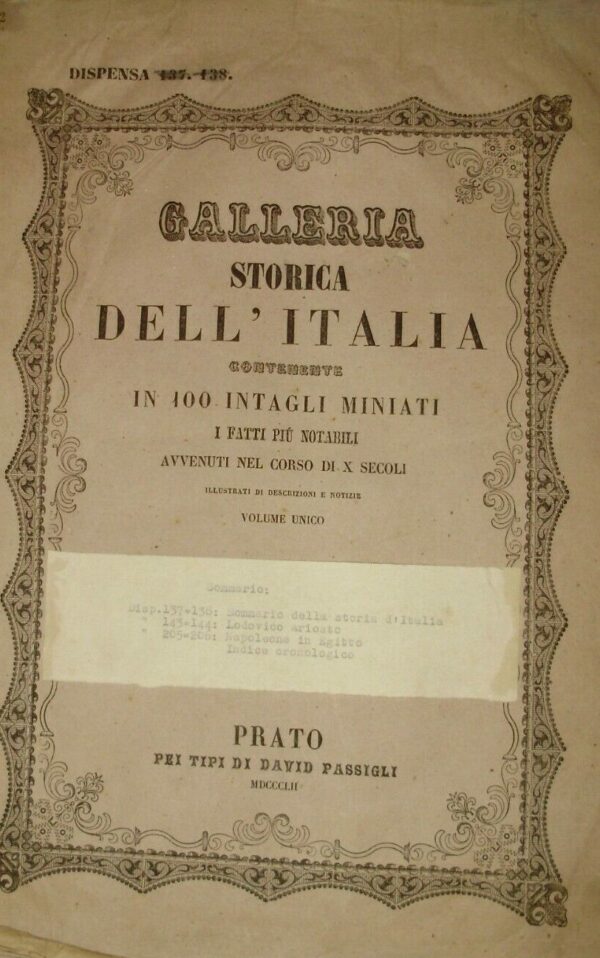 DISPENSA 137. 138.
GALLERIA
STORICA
DELL' ITALIA
CONTENENTE
IN 100 INTAGLI MINIATI
I FATTI PIÙ NOTABILI
AVVENUTI NEL CORSO DI X SECOLI
ILLUSTRATI DI DESCRIZIONI E NOTIZIE
VOLUME UNICO
Sommario:
Disp.137-138: Sommario della storia d'Italia
" 143-144: Lodovico Ariosto
" 205-206: Napoleone in Egitto
Indice cronologico
PRATO
PEI TIPI DI DAVID PASSIGLI
MDCCCLII